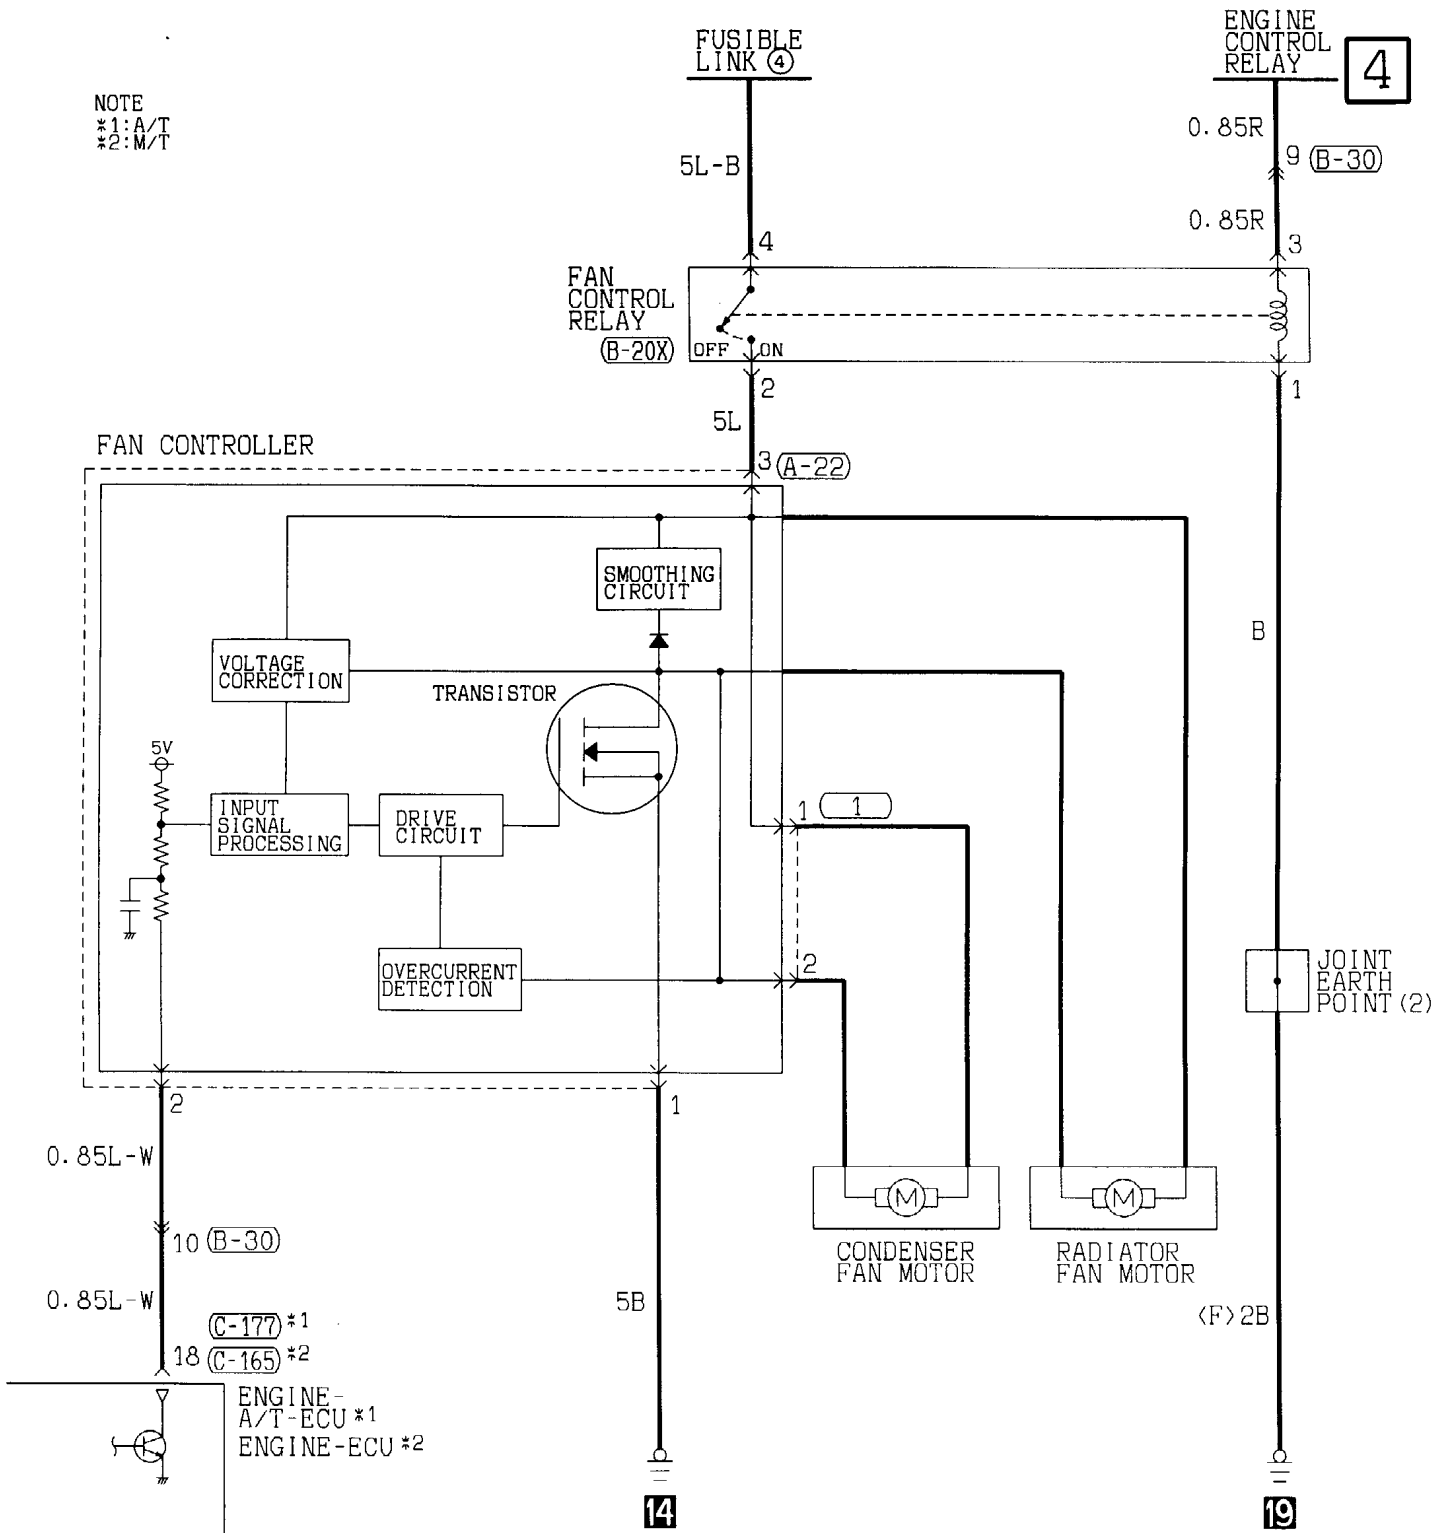 FUSIBLE
LINK ④
ENGINE
CONTROL
RELAY
4
NOTE
*1:A/T
*2:M/T
0.85R
9 (B-30)
5L-B
0.85R
4
3
FAN
CONTROL
RELAY
(B-20X)
OFF
ON
2
1
5L
FAN CONTROLLER
3 (A-22)
SMOOTHING
CIRCUIT
B
VOLTAGE
CORRECTION
TRANSISTOR
5V
INPUT
SIGNAL
PROCESSING
DRIVE
CIRCUIT
1 (1)
OVERCURRENT
DETECTION
2
JOINT
EARTH
POINT (2)
2
1
0.85L-W
M
M
10 (B-30)
CONDENSER
FAN MOTOR
RADIATOR
FAN MOTOR
0.85L-W
5B
<F>2B
(C-177)*1
18 (C-165)*2
ENGINE-
A/T-ECU*1
ENGINE-ECU*2
14
19